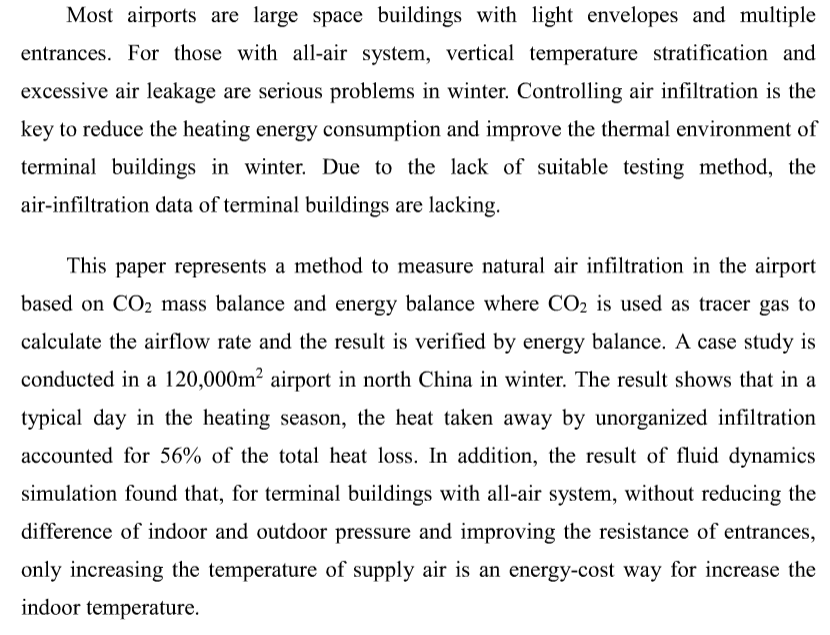 Most airports are large space buildings with light envelopes and multiple
entrances. For those with all-air system, vertical temperature stratification and
excessive air leakage are serious problems in winter. Controlling air infiltration is the
key to reduce the heating energy consumption and improve the thermal environment of
terminal buildings in winter. Due to the lack of suitable testing method, the
air-infiltration data of terminal buildings are lacking.
This paper represents a method to measure natural air infiltration in the airport
based on CO₂ mass balance and energy balance where CO₂ is used as tracer gas to
calculate the airflow rate and the result is verified by energy balance. A case study is
conducted in a 120,000m² airport in north China in winter. The result shows that in a
typical day in the heating season, the heat taken away by unorganized infiltration
accounted for 56% of the total heat loss. In addition, the result of fluid dynamics
simulation found that, for terminal buildings with all-air system, without reducing the
difference of indoor and outdoor pressure and improving the resistance of entrances,
only increasing the temperature of supply air is an energy-cost way for increase the
indoor temperature.